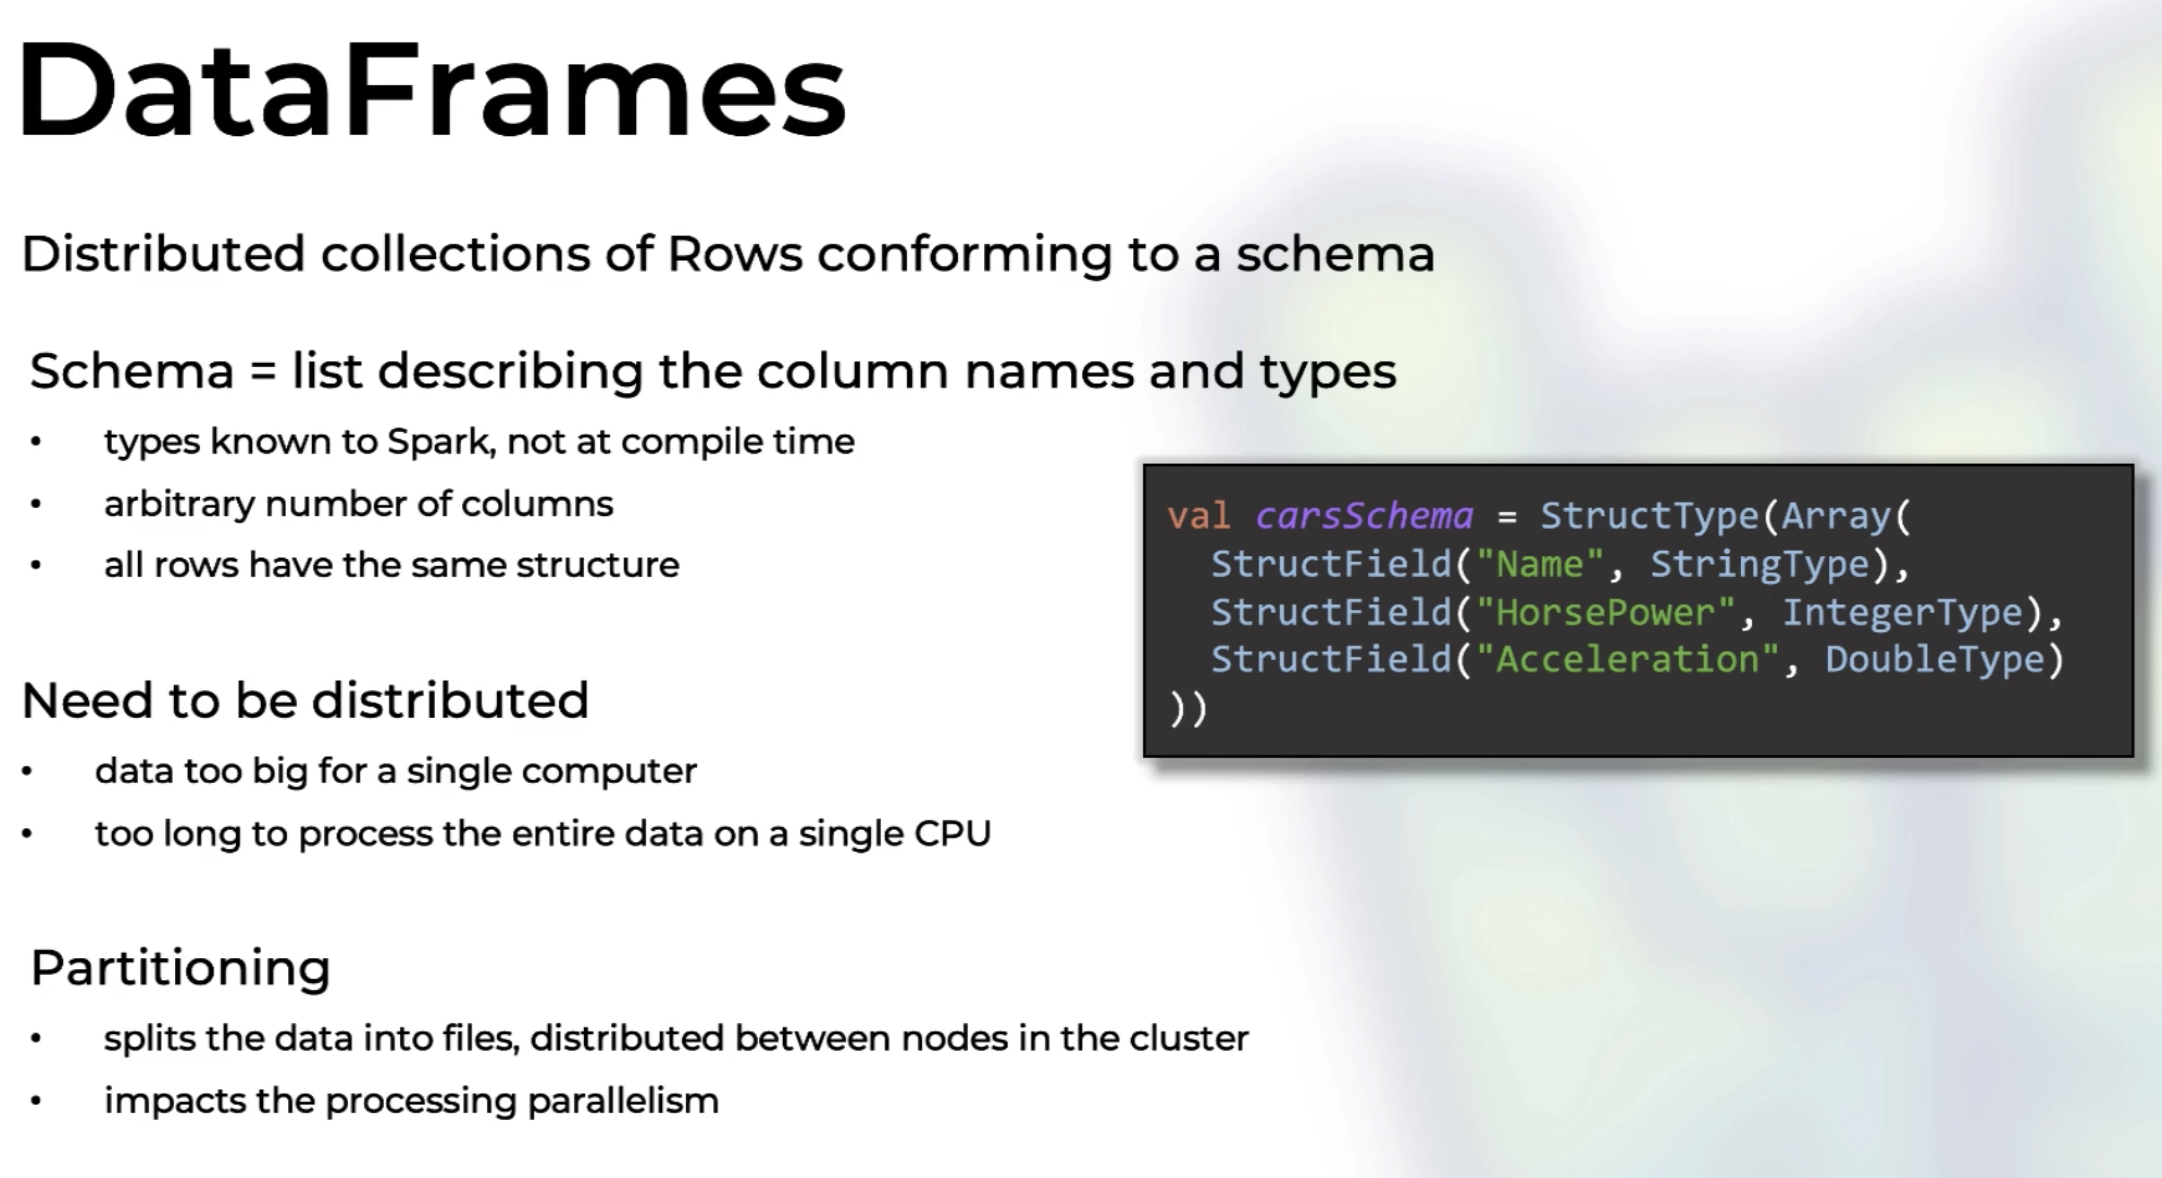 DataFrames
Distributed collections of Rows conforming to a schema
Schema = list describing the column names and types
• types known to Spark, not at compile time
• arbitrary number of columns
• all rows have the same structure
val carsSchema = StructType(Array(
  StructField("Name", StringType),
  StructField("HorsePower", IntegerType),
  StructField("Acceleration", DoubleType)
))
Need to be distributed
• data too big for a single computer
• too long to process the entire data on a single CPU
Partitioning
• splits the data into files, distributed between nodes in the cluster
• impacts the processing parallelism